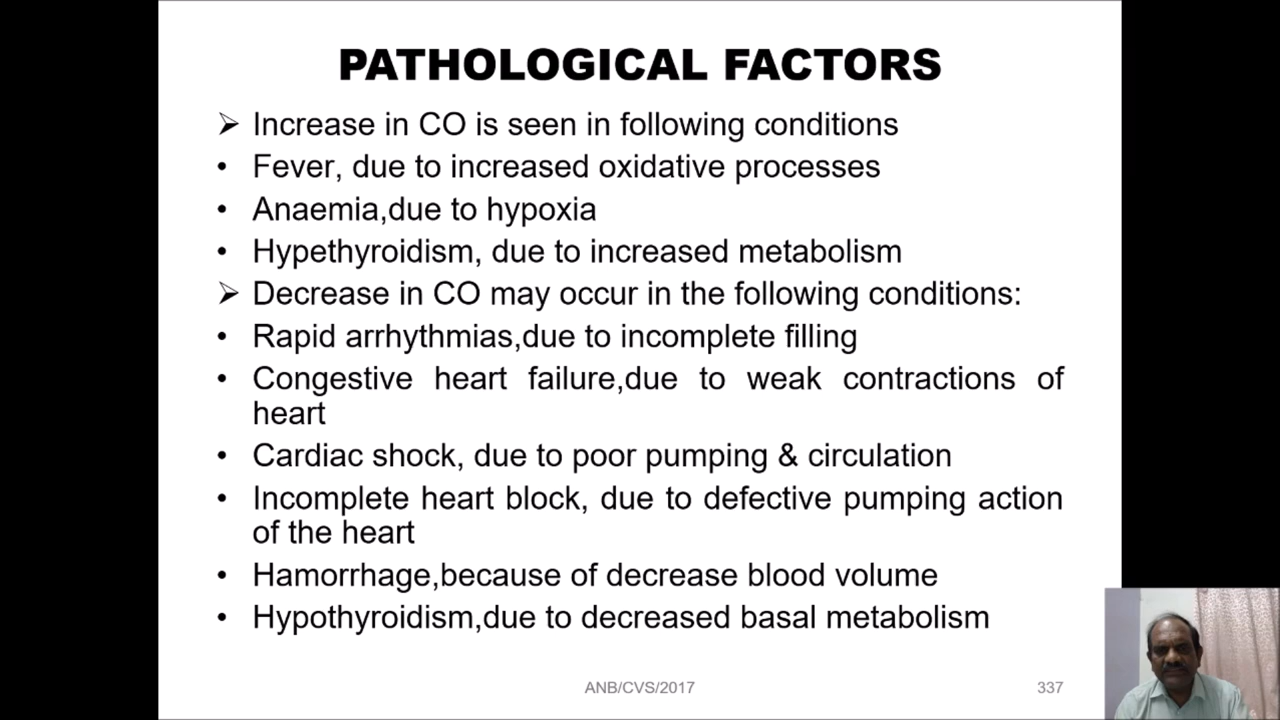 PATHOLOGICAL FACTORS
➢ Increase in CO is seen in following conditions
• Fever, due to increased oxidative processes
• Anaemia,due to hypoxia
• Hypethyroidism, due to increased metabolism
➢ Decrease in CO may occur in the following conditions:
• Rapid arrhythmias,due to incomplete filling
• Congestive heart failure,due to weak contractions of
heart
• Cardiac shock, due to poor pumping & circulation
• Incomplete heart block, due to defective pumping action
of the heart
• Hamorrhage,because of decrease blood volume
• Hypothyroidism,due to decreased basal metabolism
ANB/CVS/2017
337